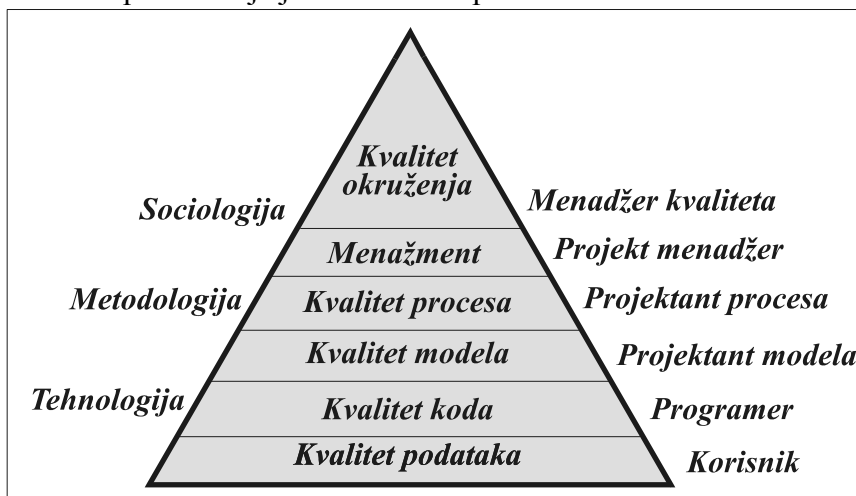 Kvalitet
okruženja
Sociologija
Menadžer kvaliteta
Menažment
Projekt menadžer
Metodologija
Kvalitet procesa
Projektant procesa
Kvalitet modela
Projektant modela
Tehnologija
Kvalitet koda
Programer
Kvalitet podataka
Korisnik